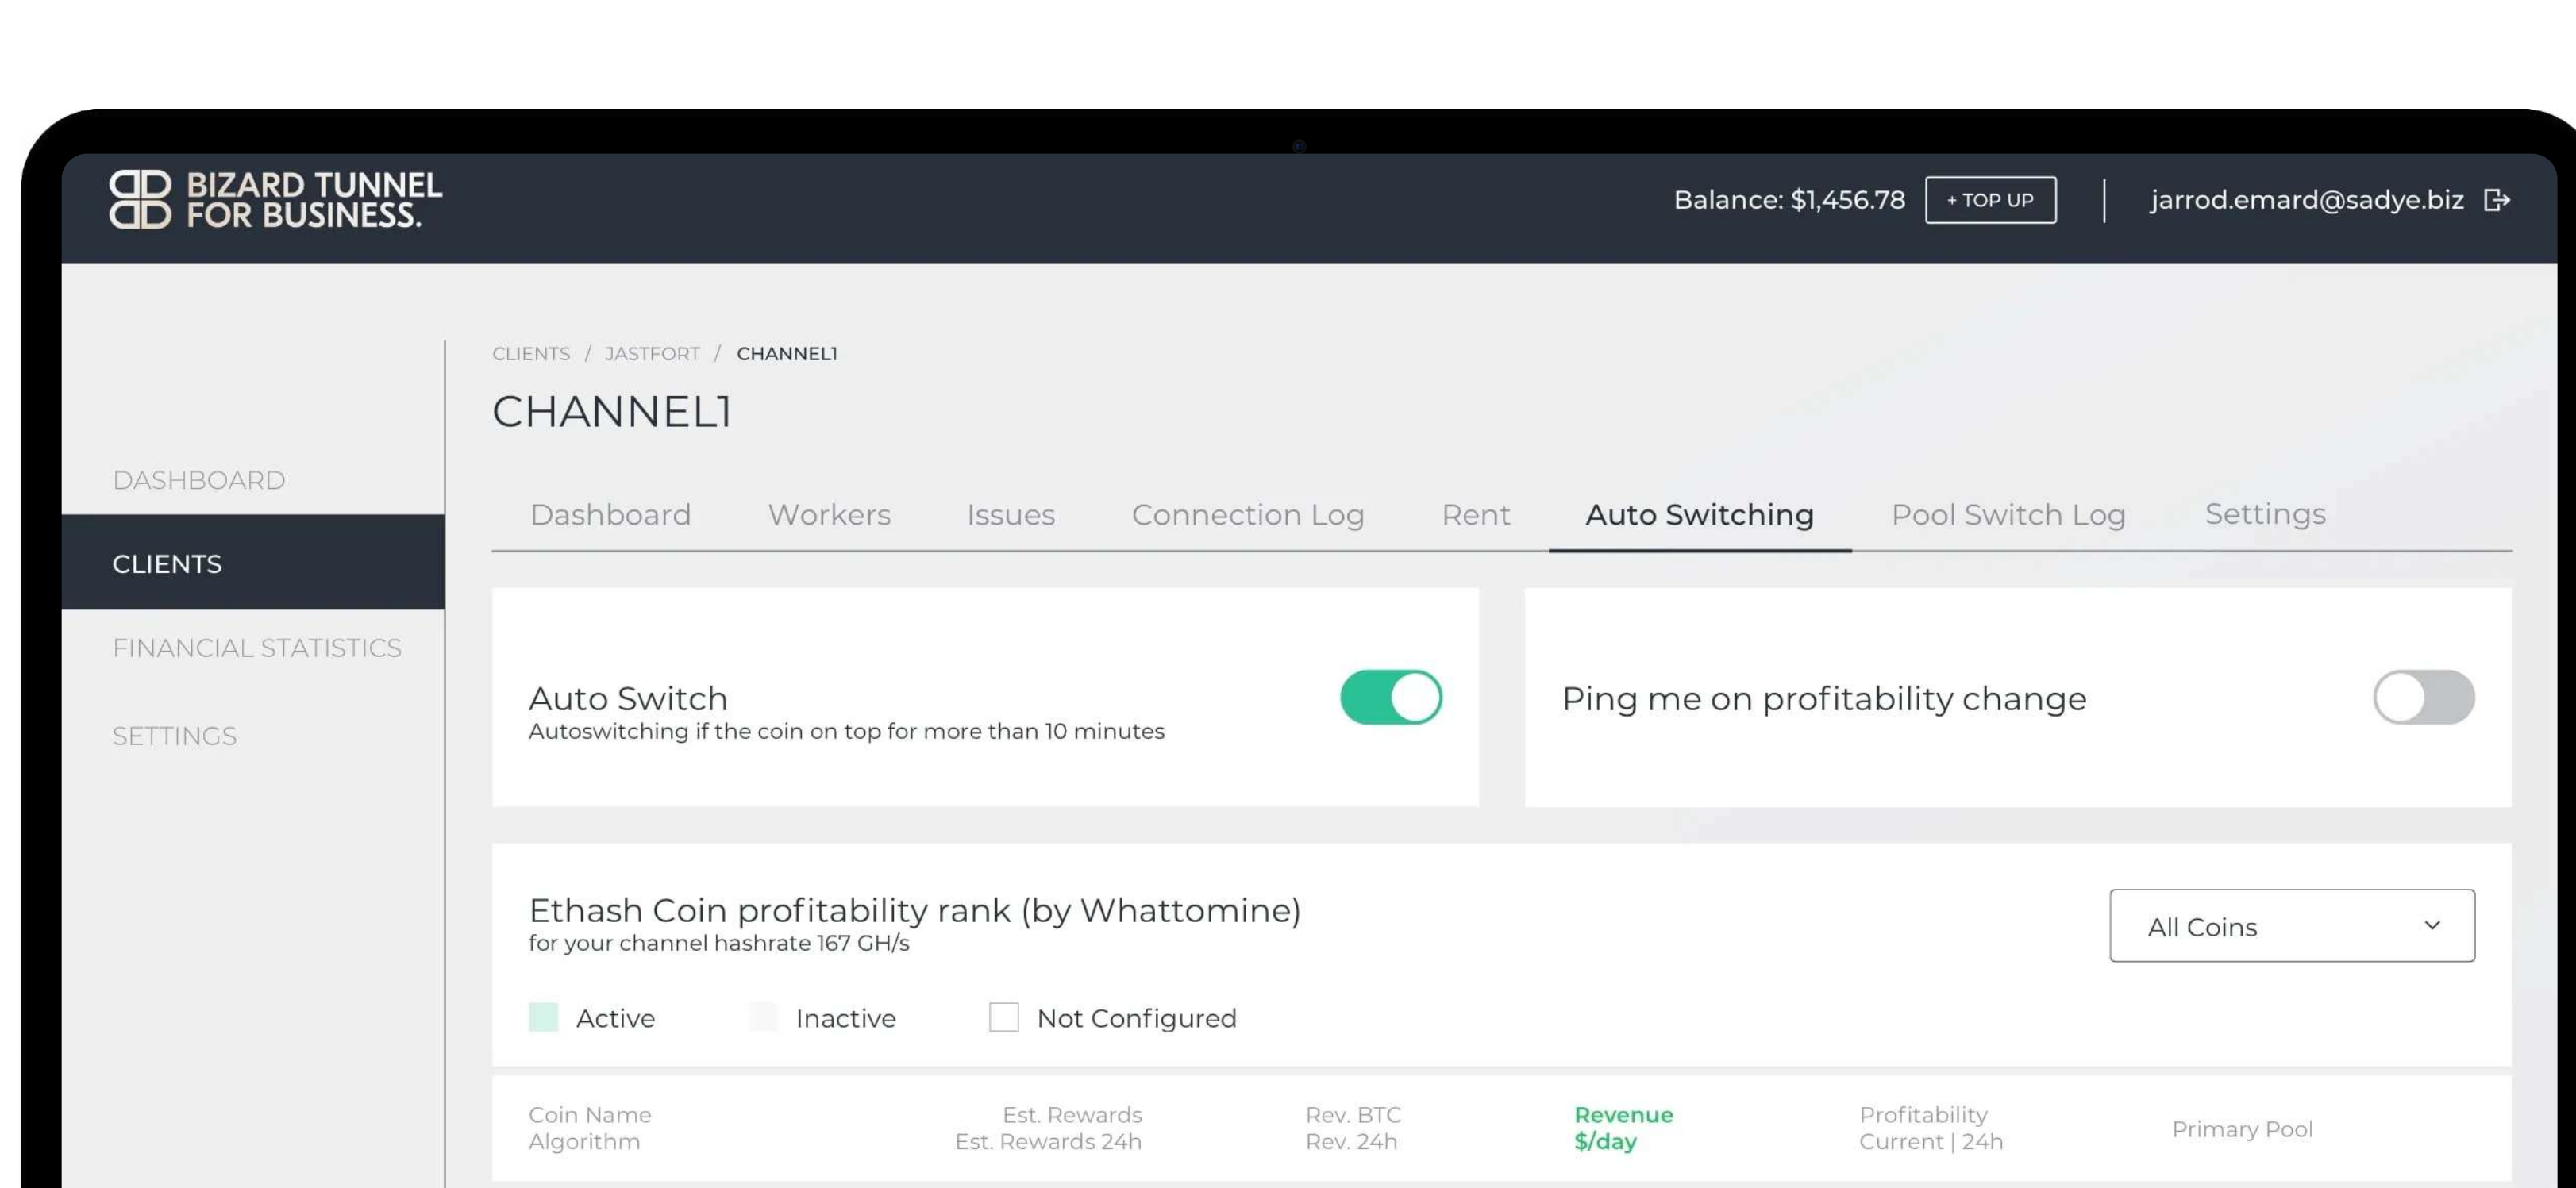 BIZARD TUNNEL
FOR BUSINESS.
Balance: $1,456.78
+ TOP UP
jarrod.emard@sadye.biz
CLIENTS / JASTFORT / CHANNEL1
CHANNEL1
DASHBOARD
CLIENTS
FINANCIAL STATISTICS
SETTINGS
Dashboard Workers Issues Connection Log Rent Auto Switching Pool Switch Log Settings
Auto Switch
Autoswitching if the coin on top for more than 10 minutes
Ping me on profitability change
Ethash Coin profitability rank (by Whattomine)
for your channel hashrate 167 GH/s
All Coins
Active Inactive Not Configured
Coin Name
Algorithm
Est. Rewards
Est. Rewards 24h
Rev. BTC
Rev. 24h
Revenue
$/day
Profitability
Current | 24h
Primary Pool